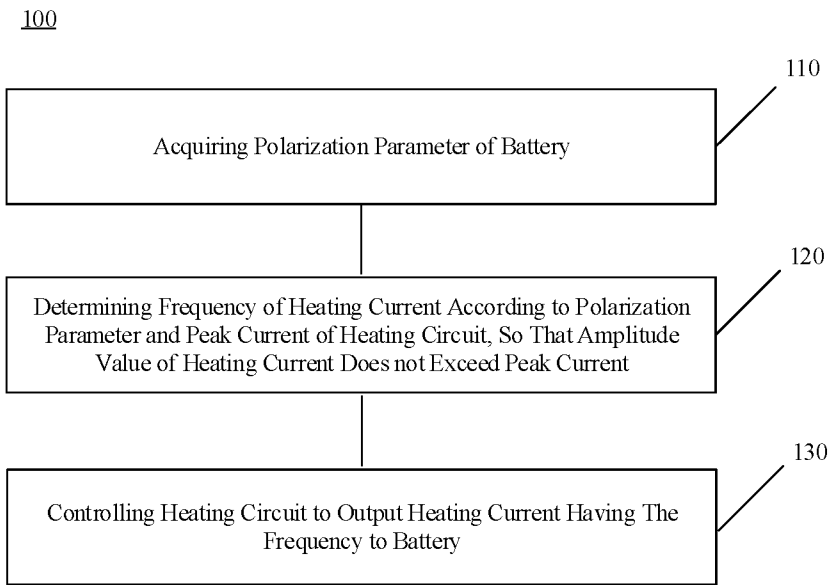 100
110
Acquiring Polarization Parameter of Battery
120
Determining Frequency of Heating Current According to Polarization
Parameter and Peak Current of Heating Circuit, So That Amplitude
Value of Heating Current Does not Exceed Peak Current
130
Controlling Heating Circuit to Output Heating Current Having The
Frequency to Battery